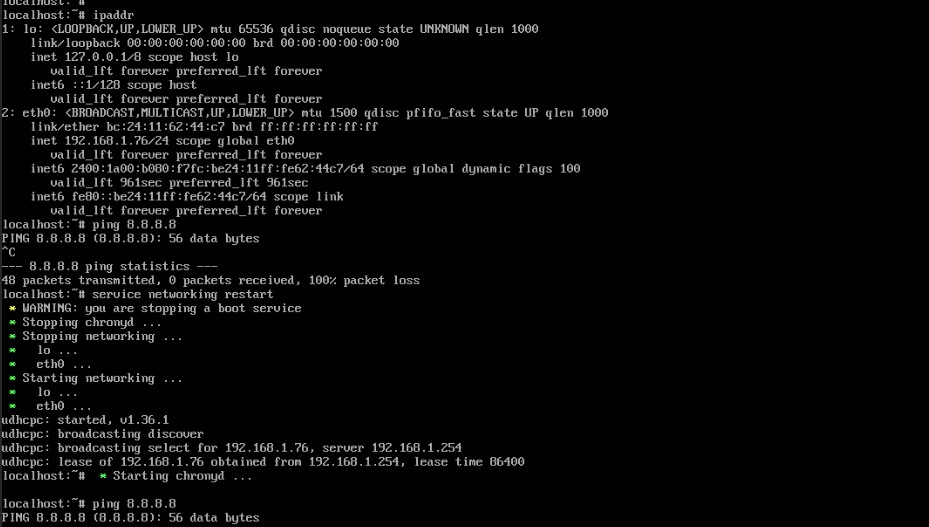 localhost:~#
localhost:~# ipaddr
1: lo: <LOOPBACK,UP,LOWER_UP> mtu 65536 qdisc noqueue state UNKNOWN qlen 1000
    link/loopback 00:00:00:00:00:00 brd 00:00:00:00:00:00
    inet 127.0.0.1/8 scope host lo
       valid_lft forever preferred_lft forever
    inet6 ::1/128 scope host
       valid_lft forever preferred_lft forever
2: eth0: <BROADCAST,MULTICAST,UP,LOWER_UP> mtu 1500 qdisc pfifo_fast state UP qlen 1000
    link/ether bc:24:11:62:44:c7 brd ff:ff:ff:ff:ff:ff
    inet 192.168.1.76/24 scope global eth0
       valid_lft forever preferred_lft forever
    inet6 2400:1a00:b080:f7fc:be24:11ff:fe62:44c7/64 scope global dynamic flags 100
       valid_lft 961sec preferred_lft 961sec
    inet6 fe80::be24:11ff:fe62:44c7/64 scope link
       valid_lft forever preferred_lft forever
localhost:~# ping 8.8.8.8
PING 8.8.8.8 (8.8.8.8): 56 data bytes
^C
--- 8.8.8.8 ping statistics ---
48 packets transmitted, 0 packets received, 100% packet loss
localhost:~# service networking restart
 * WARNING: you are stopping a boot service
 * Stopping chronyd ...
 * Stopping networking ...
 *   lo ...
 *   eth0 ...
 * Starting networking ...
 *   lo ...
 *   eth0 ...
udhcpc: started, v1.36.1
udhcpc: broadcasting discover
udhcpc: broadcasting select for 192.168.1.76, server 192.168.1.254
udhcpc: lease of 192.168.1.76 obtained from 192.168.1.254, lease time 86400
localhost:~#  * Starting chronyd ...
localhost:~# ping 8.8.8.8
PING 8.8.8.8 (8.8.8.8): 56 data bytes